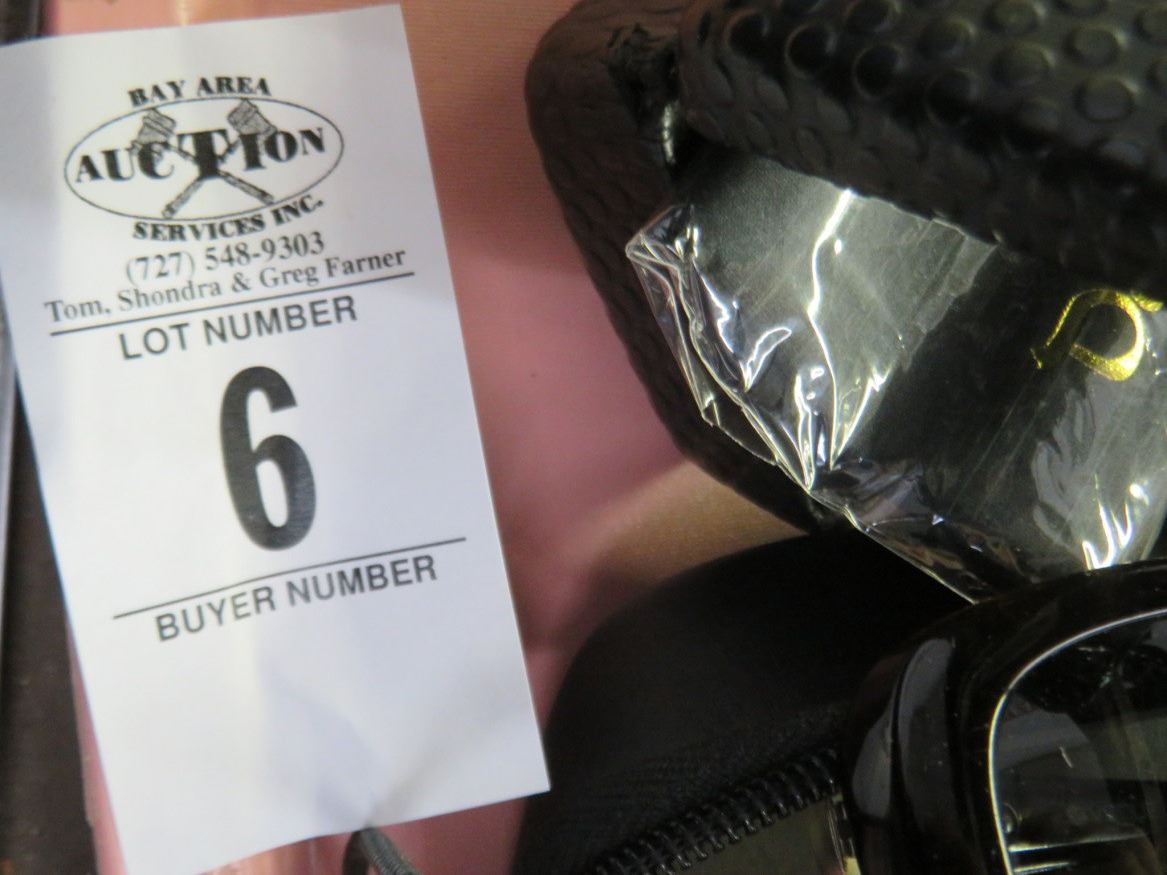 BAY AREA
AUCTION
SERVICES INC.
(727) 548-9303
Tom, Shondra & Greg Farner
LOT NUMBER
6
BUYER NUMBER